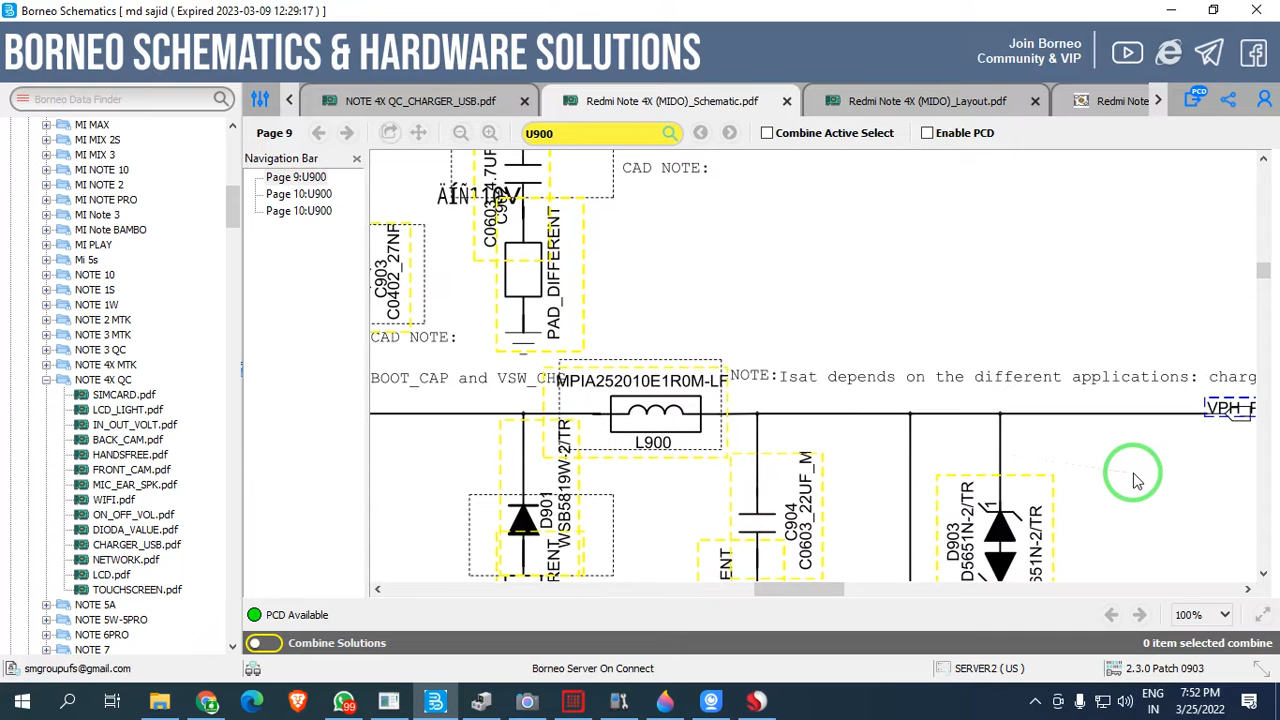 Borneo Schematics [ md sajid ( Expired 2023-03-09 12:29:17 ) ]
BORNEO SCHEMATICS & HARDWARE SOLUTIONS
Join Borneo
Community & VIP
Borneo Data Finder
NOTE 4X QC_CHARGER_USB.pdf
Redmi Note 4X (MIDO)_Schematic.pdf
Redmi Note 4X (MIDO)_Layout.pdf
Redmi Note
PCD
Page 9
U900
Combine Active Select
Enable PCD
Navigation Bar
Page 9:U900
Page 10:U900
Page 10:U900
MI MAX
MI MIX 2S
MI MIX 3
MI NOTE 10
MI NOTE 2
MI NOTE PRO
MI Note 3
MI Note BAMBO
MI PLAY
Mi 5s
NOTE 10
NOTE 1S
NOTE 1W
NOTE 2 MTK
NOTE 3 MTK
NOTE 3 QC
NOTE 4X MTK
NOTE 4X QC
SIMCARD.pdf
LCD_LIGHT.pdf
IN_OUT_VOLT.pdf
BACK_CAM.pdf
HANDSFREE.pdf
FRONT_CAM.pdf
MIC_EAR_SPK.pdf
WIFI.pdf
ON_OFF_VOL.pdf
DIODA_VALUE.pdf
CHARGER_USB.pdf
NETWORK.pdf
LCD.pdf
TOUCHSCREEN.pdf
NOTE 5A
NOTE 5W-5PRO
NOTE 6PRO
NOTE 7
CAD NOTE:
PAD_DIFFERENT
C903
C0402_27NF
CAD NOTE:
BOOT_CAP and VSW_CH
MPIA252010E1R0M-LF
NOTE:Isat depends on the different applications: charg
L900
D901
WSB5819W-2/TR
C904
C0603_22UF_M
ENT
D903
D5651N-2/TR
1
PCD Available
100%
Combine Solutions
0 item selected combine
smgroupufs@gmail.com
Borneo Server On Connect
SERVER2 ( US )
2.3.0 Patch 0903
99
ENG
IN
7:52 PM
3/25/2022